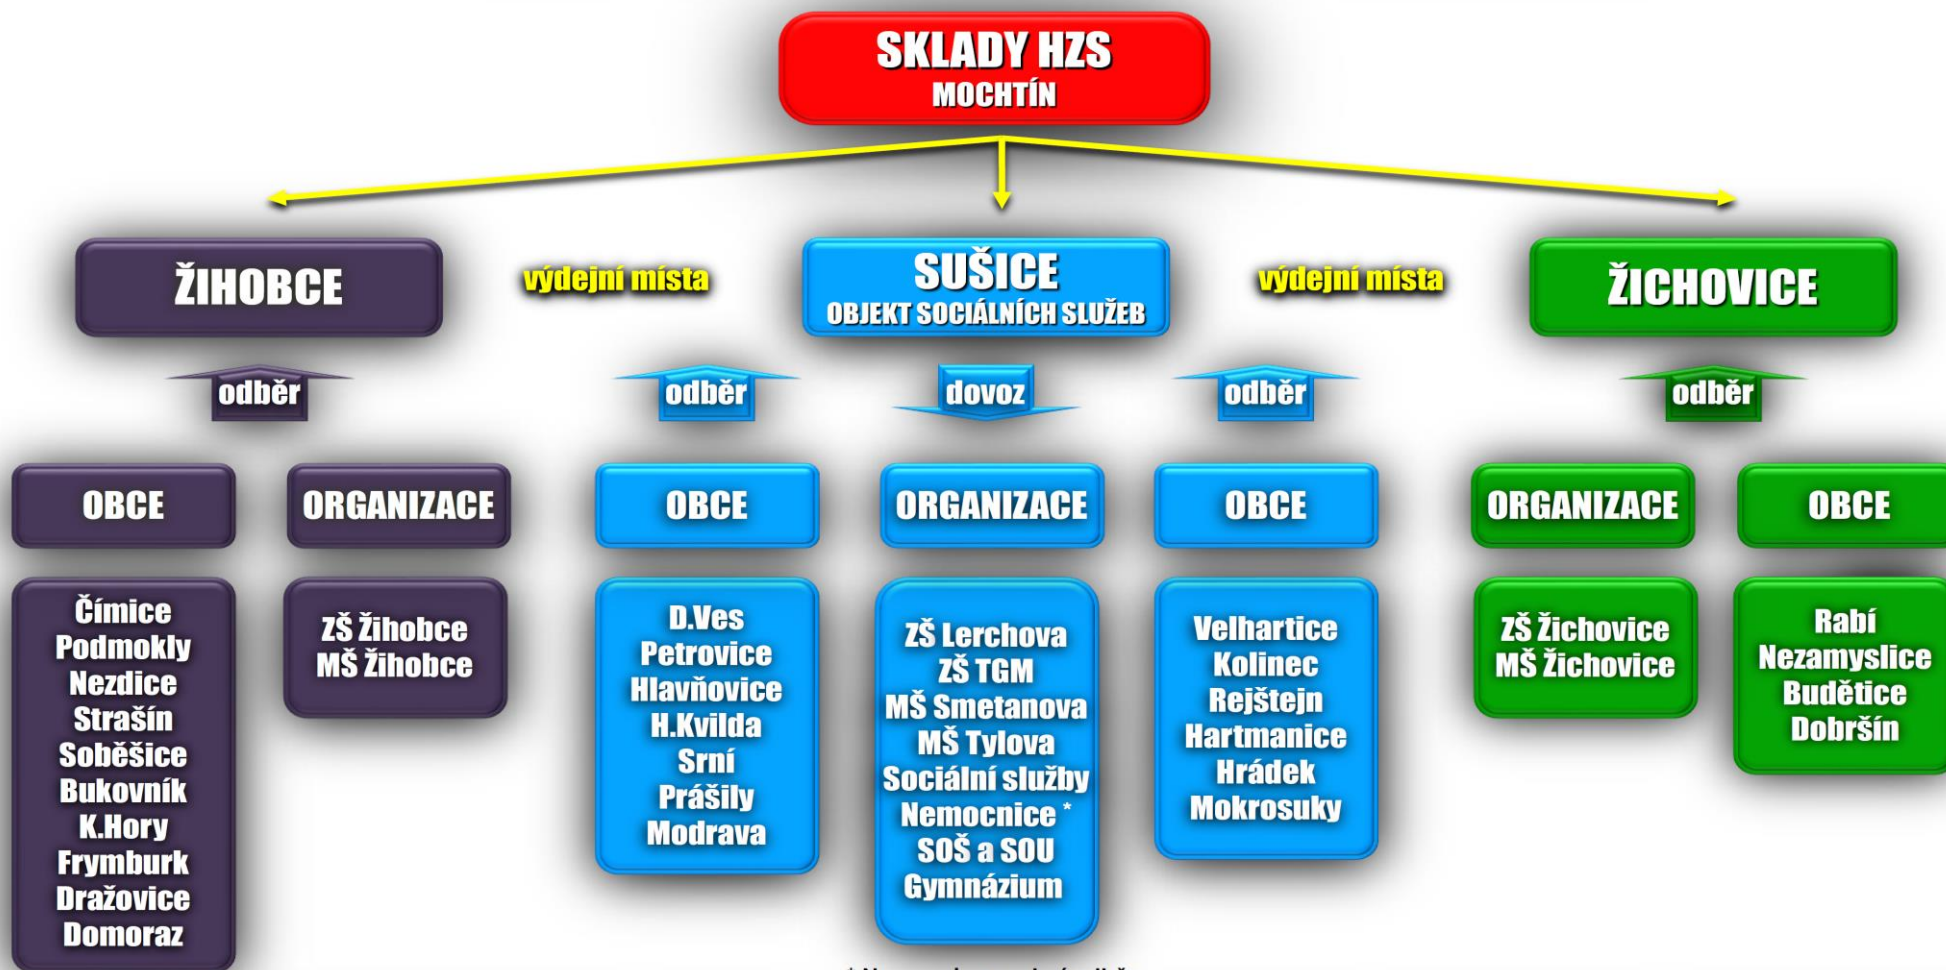 SKLADY HZS
MOCHTÍN
ŽIHOBCE
výdejní místa
SUŠICE
OBJEKT SOCIÁLNÍCH SLUŽEB
výdejní místa
ŽICHOVICE
odběr
odběr
dovoz
odběr
odběr
OBCE
ORGANIZACE
OBCE
ORGANIZACE
OBCE
ORGANIZACE
OBCE
Čímice
Podmokly
Nezdice
Strašín
Soběšice
Bukovník
K.Hory
Frymburk
Dražovice
Domoraz
ZŠ Žihobce
MŠ Žihobce
D.Ves
Petrovice
Hlavňovice
H.Kvilda
Srní
Prášily
Modrava
ZŠ Lerchova
ZŠ TGM
MŠ Smetanova
MŠ Tylova
Sociální služby
Nemocnice *
SOŠ a SOU
Gymnázium
Velhartice
Kolinec
Rejštejn
Hartmanice
Hrádek
Mokrosuky
ZŠ Žichovice
MŠ Žichovice
Rabí
Nezamyslice
Budětice
Dobršín